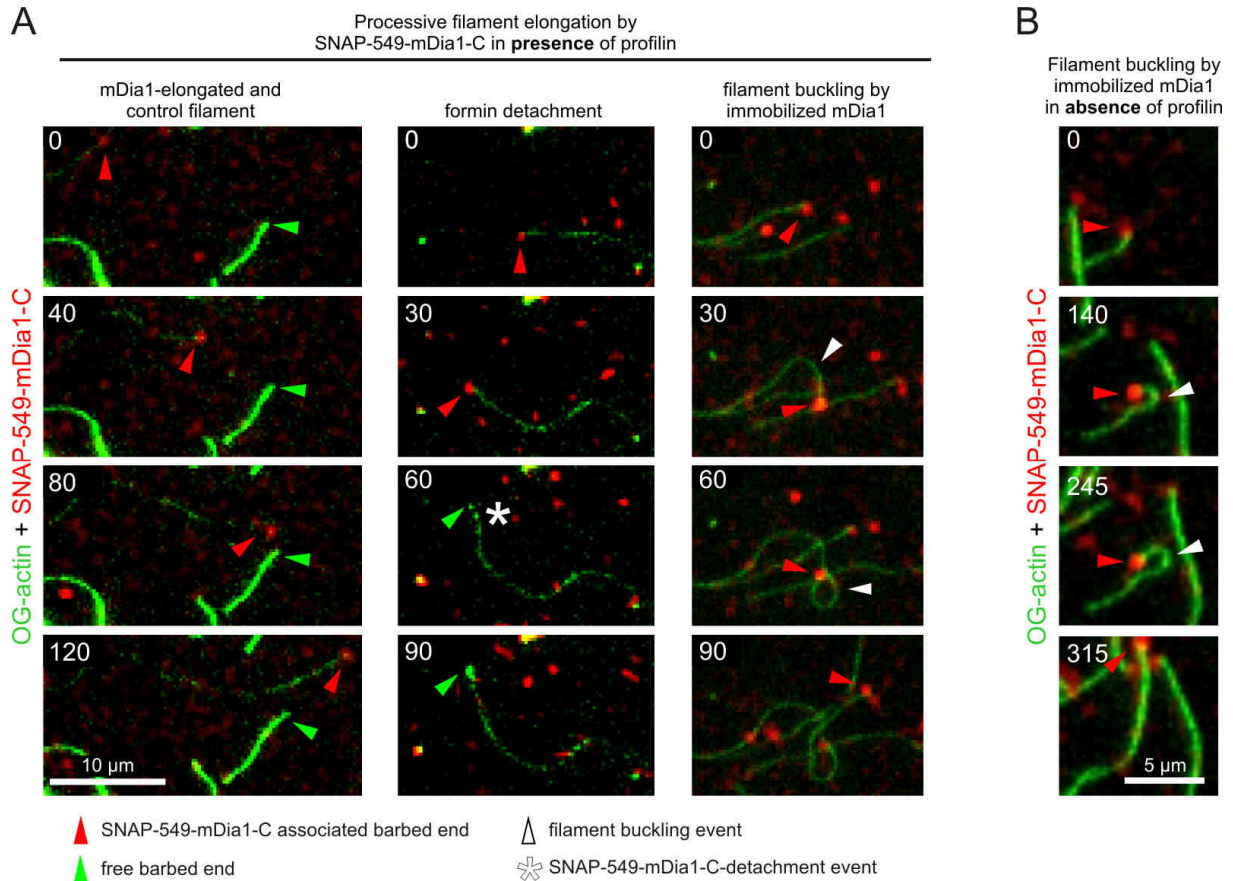 A
Processive filament elongation by
SNAP-549-mDia1-C in presence of profilin
mDia1-elongated and
control filament
formin detachment
filament buckling by
immobilized mDia1
OG-actin + SNAP-549-mDia1-C
0
0
0
40
30
30
80
60
60
*
120
90
90
10 µm
SNAP-549-mDia1-C associated barbed end
free barbed end
filament buckling event
SNAP-549-mDia1-C-detachment event
B
Filament buckling by
immobilized mDia1
in absence of profilin
OG-actin + SNAP-549-mDia1-C
0
140
245
315
5 µm